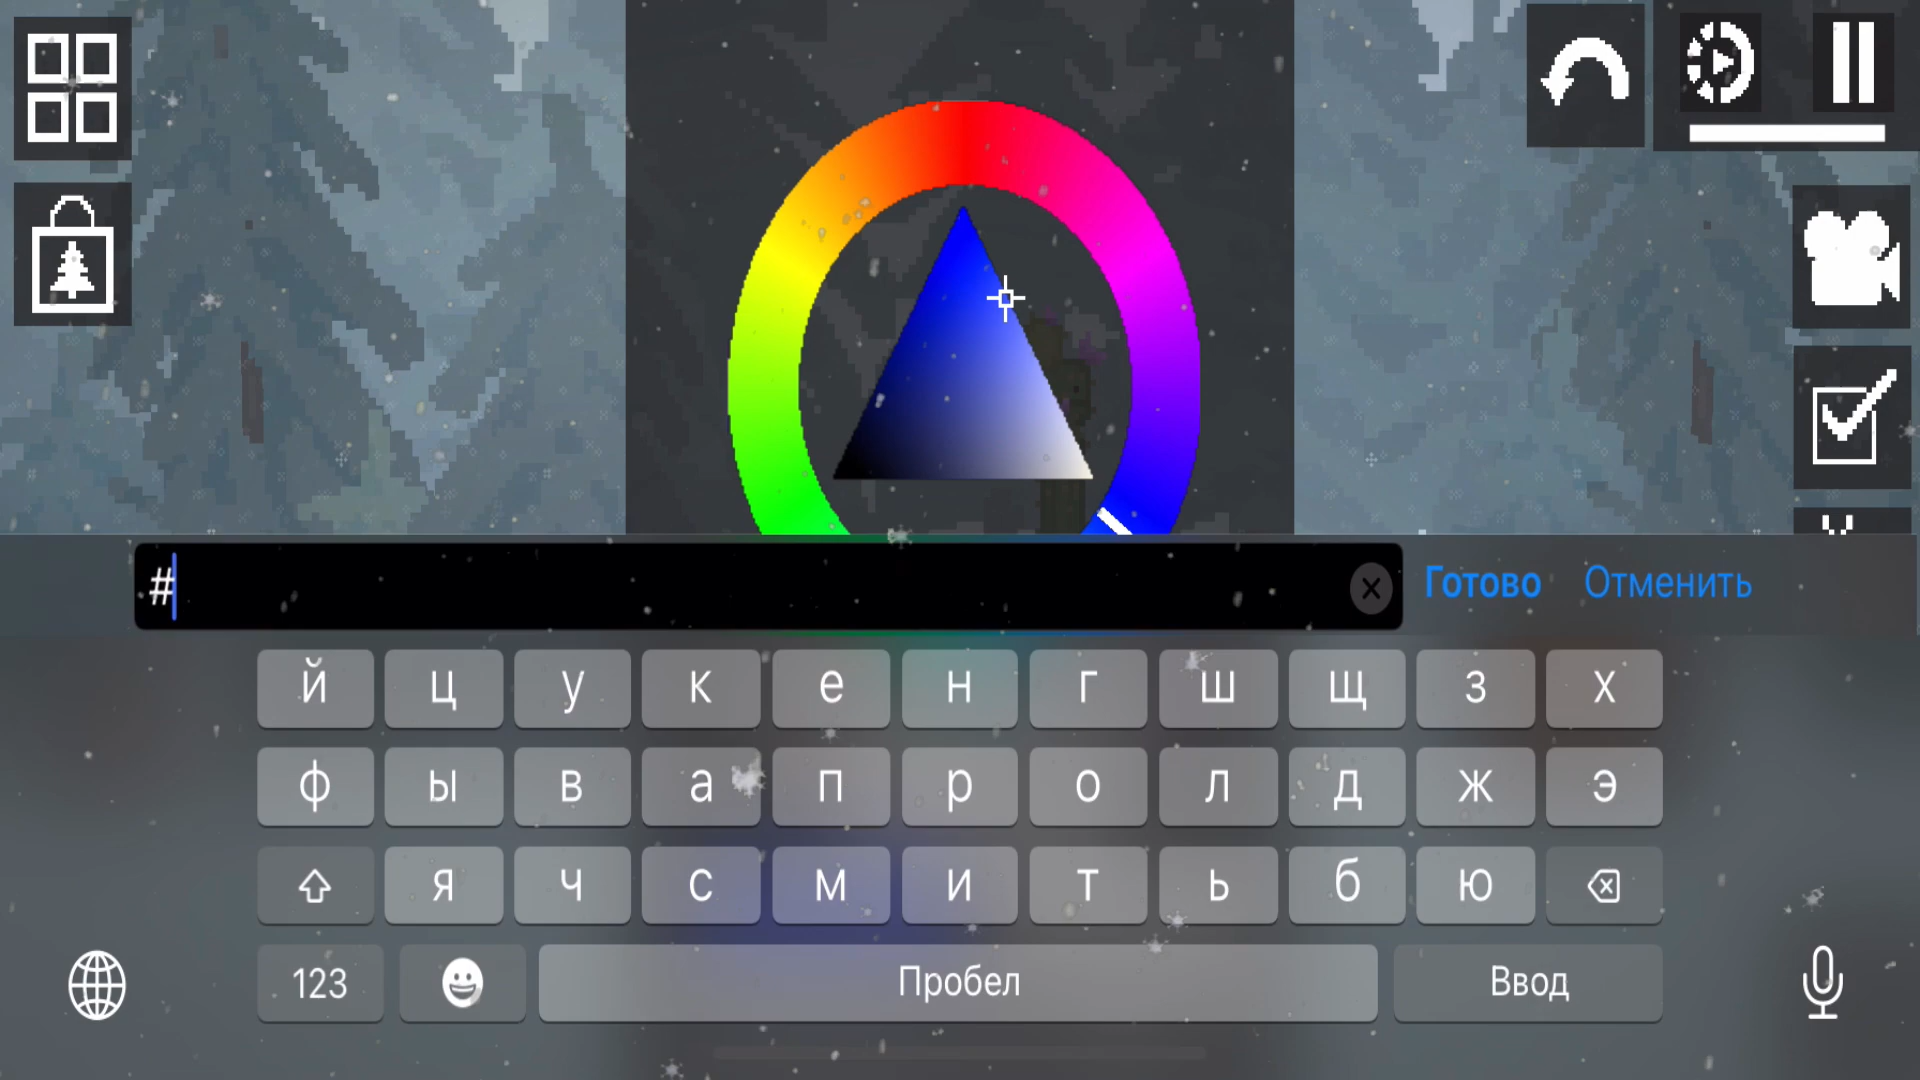 #
Готово Отменить
й ц у к е н г ш щ з х
ф ы в а п р о л д ж э
я ч с м и т ь б ю
123 Пробел Ввод